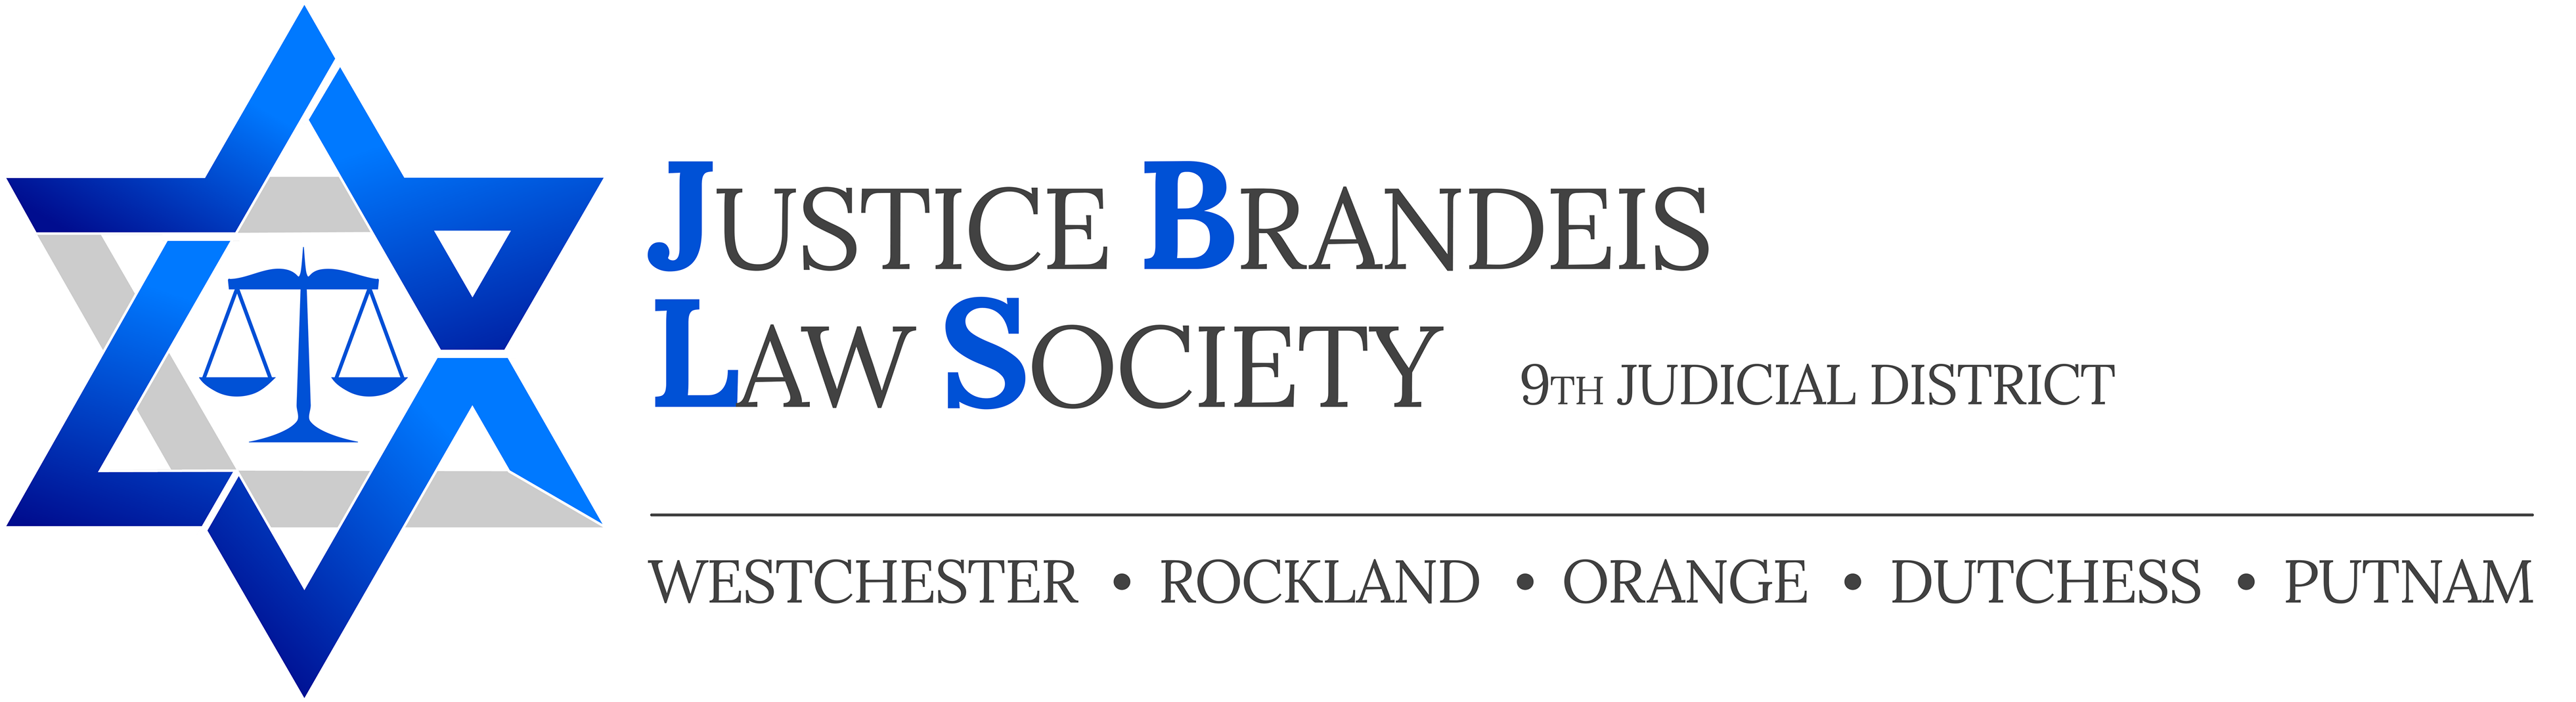 JUSTICE BRANDEIS
LAW SOCIETY
9TH JUDICIAL DISTRICT
WESTCHESTER • ROCKLAND • ORANGE • DUTCHESS • PUTNAM